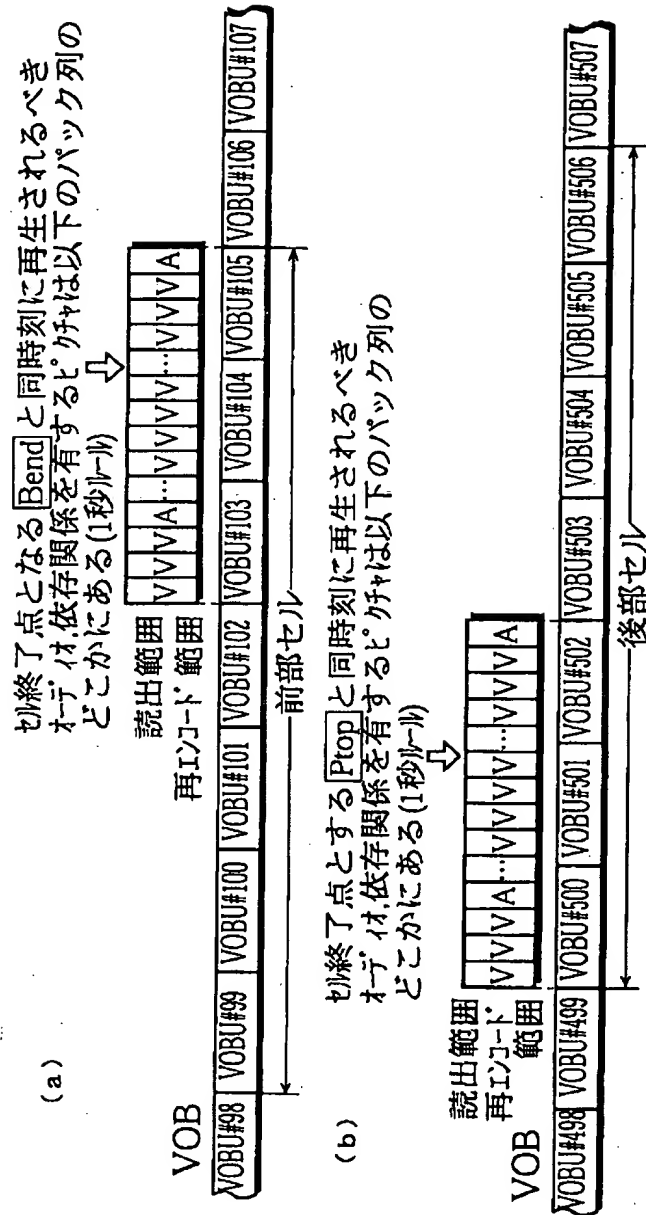 (a)
セル終了点となる Bend と同時刻に再生されるべき
オーディオ,依存関係を有するピクチャは以下のパック列の
どこかにある(1秒ルール)
読出範囲
再エンコード 範囲
V V V A … V V V V … V V V A
VOB
VOBU#98 VOBU#99 VOBU#100 VOBU#101 VOBU#102 VOBU#103 VOBU#104 VOBU#105 VOBU#106 VOBU#107
前部セル
(b)
セル終了点とする Ptop と同時刻に再生されるべき
オーディオ,依存関係を有するピクチャは以下のパック列の
どこかにある(1秒ルール)
読出範囲
再エンコード
範囲
V V V A … V V V V … V V V A
VOB
VOBU#498 VOBU#499 VOBU#500 VOBU#501 VOBU#502 VOBU#503 VOBU#504 VOBU#505 VOBU#506 VOBU#507
後部セル